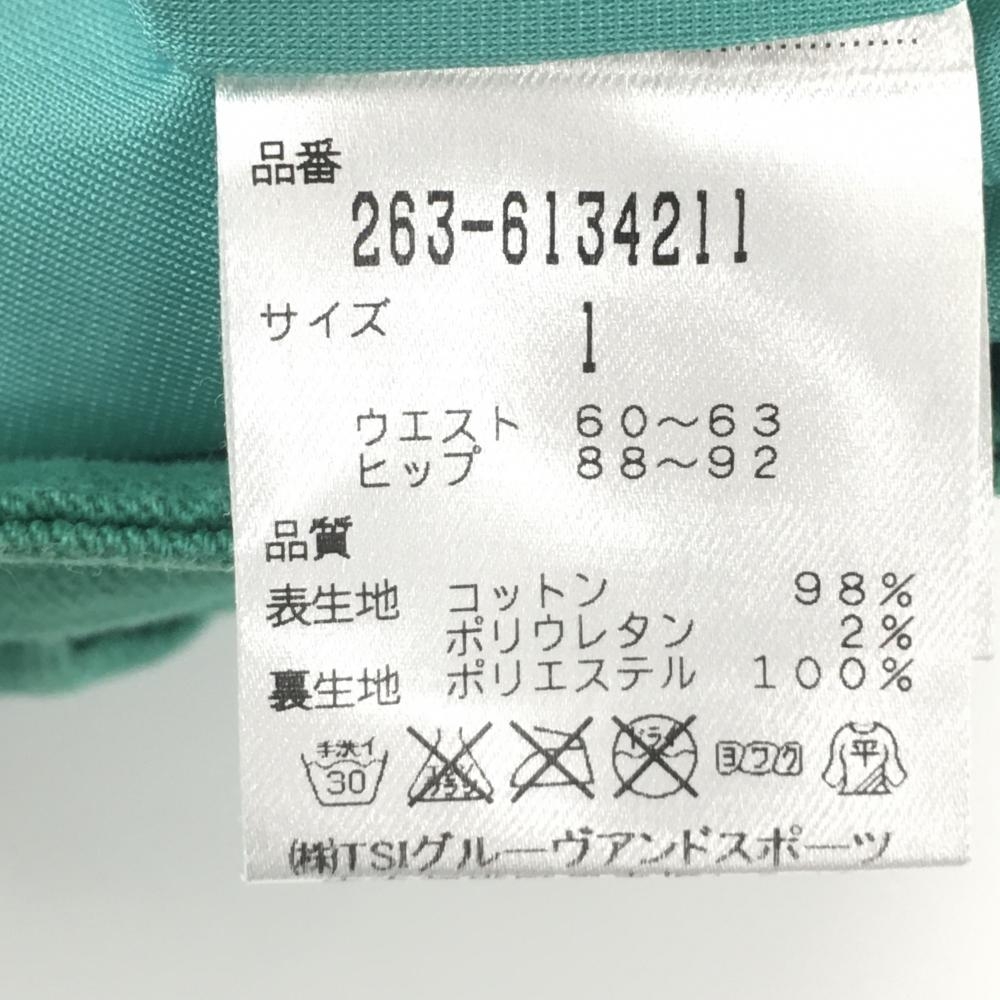 品番
263-6134211
サイズ 1
ウエスト 60～63
ヒップ 88～92
品質
表生地 コットン 98%
ポリウレタン 2%
裏生地 ポリエステル 100%
手洗イ 30 ドライ ヨワク 平
㈱TSIグルーヴアンドスポーツ